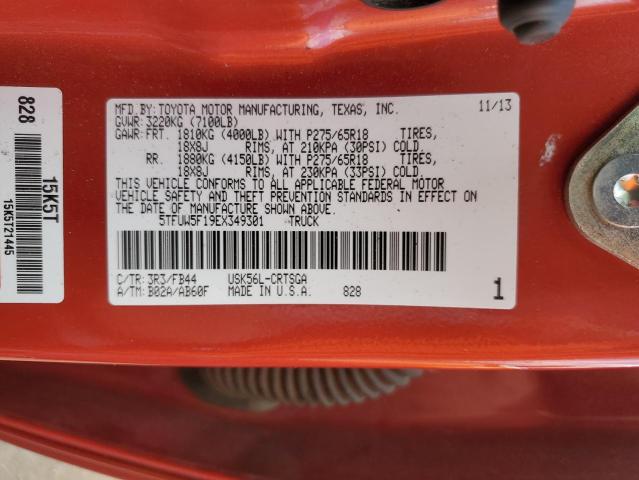 MFD.BY:TOYOTA MOTOR MANUFACTURING, TEXAS, INC. 11/13
GVWR:3220KG (7100LB)
GAWR:FRT. 1810KG (4000LB) WITH P275/65R18 TIRES,
18X8J RIMS, AT 210KPA (30PSI) COLD.
RR. 1880KG (4150LB) WITH P275/65R18 TIRES,
18X8J RIMS, AT 230KPA (33PSI) COLD.
THIS VEHICLE CONFORMS TO ALL APPLICABLE FEDERAL MOTOR
VEHICLE SAFETY AND THEFT PREVENTION STANDARDS IN EFFECT ON
THE DATE OF MANUFACTURE SHOWN ABOVE.
5TFUW5F19EX349301 TRUCK
C/TR:3R3/FB44 USK56L-CRTSGA
A/TM:B02A/AB60F MADE IN U.S.A. 828
1
828
15K5T
15K5T21445